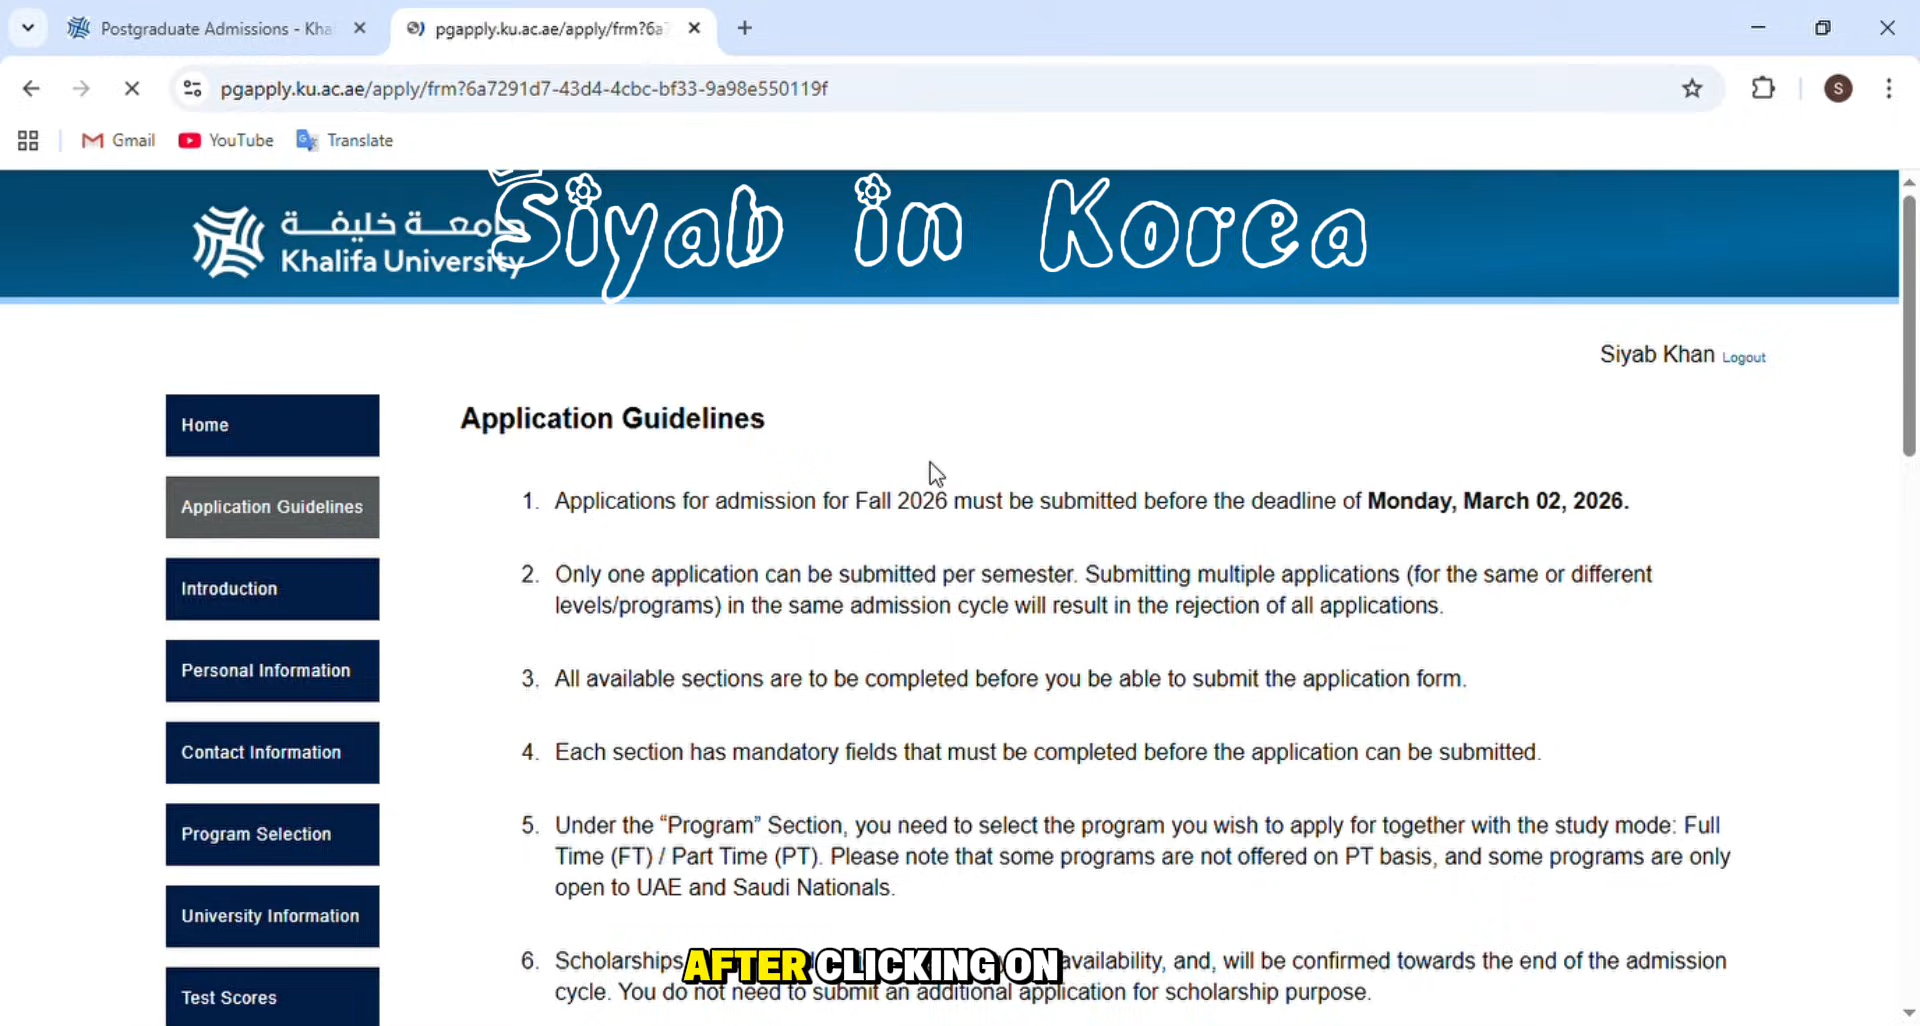 Postgraduate Admissions - Kha
pgapply.ku.ac.ae/apply/frm?6a7
pgapply.ku.ac.ae/apply/frm?6a7291d7-43d4-4cbc-bf33-9a98e550119f
S
Gmail
YouTube
Translate
جامعة خليفة
Khalifa University
Siyab in Korea
Siyab Khan Logout
Home
Application Guidelines
Introduction
Personal Information
Contact Information
Program Selection
University Information
Test Scores
Application Guidelines
1. Applications for admission for Fall 2026 must be submitted before the deadline of Monday, March 02, 2026.
2. Only one application can be submitted per semester. Submitting multiple applications (for the same or different
levels/programs) in the same admission cycle will result in the rejection of all applications.
3. All available sections are to be completed before you be able to submit the application form.
4. Each section has mandatory fields that must be completed before the application can be submitted.
5. Under the “Program” Section, you need to select the program you wish to apply for together with the study mode: Full
Time (FT) / Part Time (PT). Please note that some programs are not offered on PT basis, and some programs are only
open to UAE and Saudi Nationals.
6. Scholarships availability, and, will be confirmed towards the end of the admission
cycle. You do not need to submit an additional application for scholarship purpose.
AFTER CLICKING ON